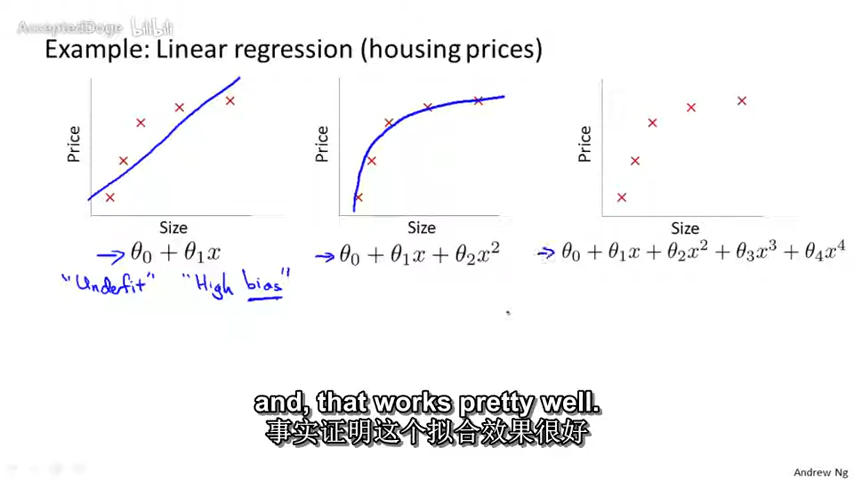 AcceptedDoge bilibili
Example: Linear regression (housing prices)
Price
Size
θ₀ + θ₁x
"Underfit" "High bias"
Price
Size
θ₀ + θ₁x + θ₂x²
Price
Size
θ₀ + θ₁x + θ₂x² + θ₃x³ + θ₄x⁴
and, that works pretty well.
事实证明这个拟合效果很好
Andrew Ng